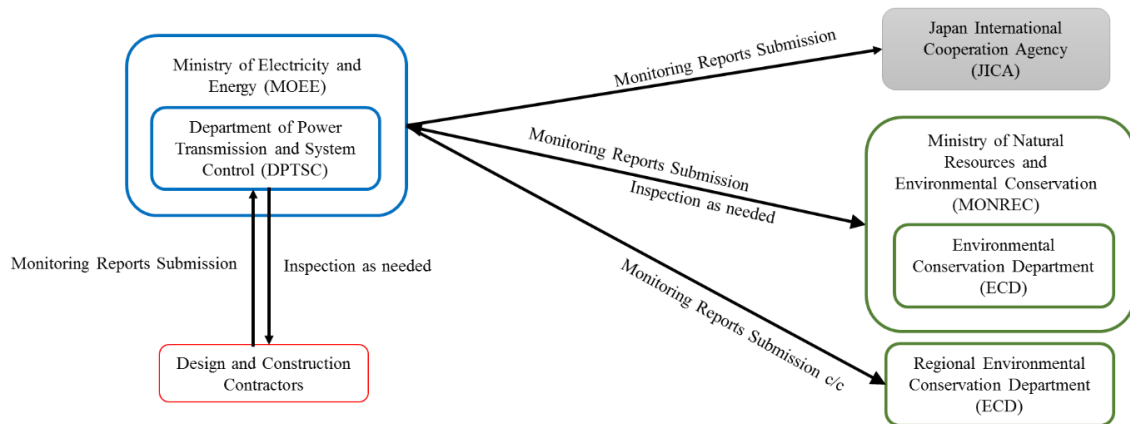 Ministry of Electricity and
Energy (MOEE)
Department of Power
Transmission and System
Control (DPTSC)
Monitoring Reports Submission
Inspection as needed
Design and Construction
Contractors
Monitoring Reports Submission
Japan International
Cooperation Agency
(JICA)
Monitoring Reports Submission
Inspection as needed
Ministry of Natural
Resources and
Environmental Conservation
(MONREC)
Environmental
Conservation Department
(ECD)
Monitoring Reports Submission c/c
Regional Environmental
Conservation Department
(ECD)